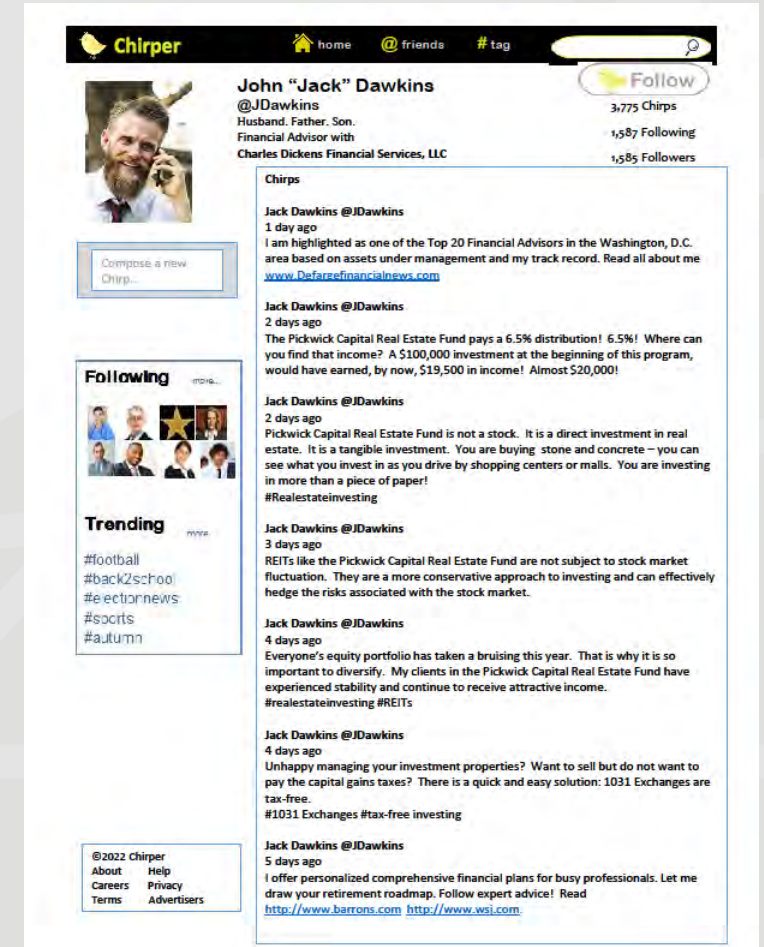 Chirper
home @ friends # tag
Follow
John “Jack” Dawkins
@JDawkins
Husband. Father. Son.
Financial Advisor with
Charles Dickens Financial Services, LLC
3,775 Chirps
1,587 Following
1,585 Followers
Compose a new
Chirp...
Following more...
Trending more
#football
#back2school
#electionnews
#sports
#autumn
©2022 Chirper
About Help
Careers Privacy
Terms Advertisers
Chirps
Jack Dawkins @JDawkins
1 day ago
I am highlighted as one of the Top 20 Financial Advisors in the Washington, D.C.
area based on assets under management and my track record. Read all about me
www.Defargefinancialnews.com
Jack Dawkins @JDawkins
2 days ago
The Pickwick Capital Real Estate Fund pays a 6.5% distribution! 6.5%! Where can
you find that income? A $100,000 investment at the beginning of this program,
would have earned, by now, $19,500 in income! Almost $20,000!
Jack Dawkins @JDawkins
2 days ago
Pickwick Capital Real Estate Fund is not a stock. It is a direct investment in real
estate. It is a tangible investment. You are buying stone and concrete – you can
see what you invest in as you drive by shopping centers or malls. You are investing
in more than a piece of paper!
#Realestateinvesting
Jack Dawkins @JDawkins
3 days ago
REITs like the Pickwick Capital Real Estate Fund are not subject to stock market
fluctuation. They are a more conservative approach to investing and can effectively
hedge the risks associated with the stock market.
Jack Dawkins @JDawkins
4 days ago
Everyone’s equity portfolio has taken a bruising this year. That is why it is so
important to diversify. My clients in the Pickwick Capital Real Estate Fund have
experienced stability and continue to receive attractive income.
#realestateinvesting #REITs
Jack Dawkins @JDawkins
4 days ago
Unhappy managing your investment properties? Want to sell but do not want to
pay the capital gains taxes? There is a quick and easy solution: 1031 Exchanges are
tax-free.
#1031 Exchanges #tax-free investing
Jack Dawkins @JDawkins
5 days ago
I offer personalized comprehensive financial plans for busy professionals. Let me
draw your retirement roadmap. Follow expert advice! Read
http://www.barrons.com http://www.wsj.com.